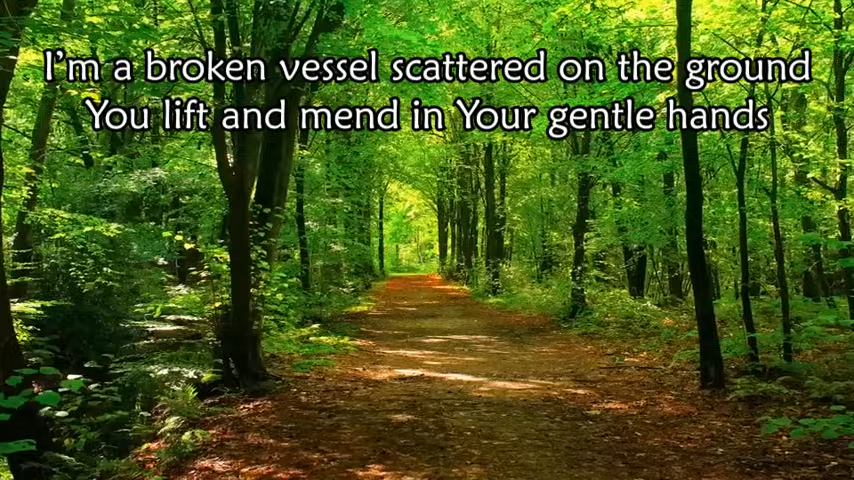 I'm a broken vessel scattered on the ground
You lift and mend in Your gentle hands